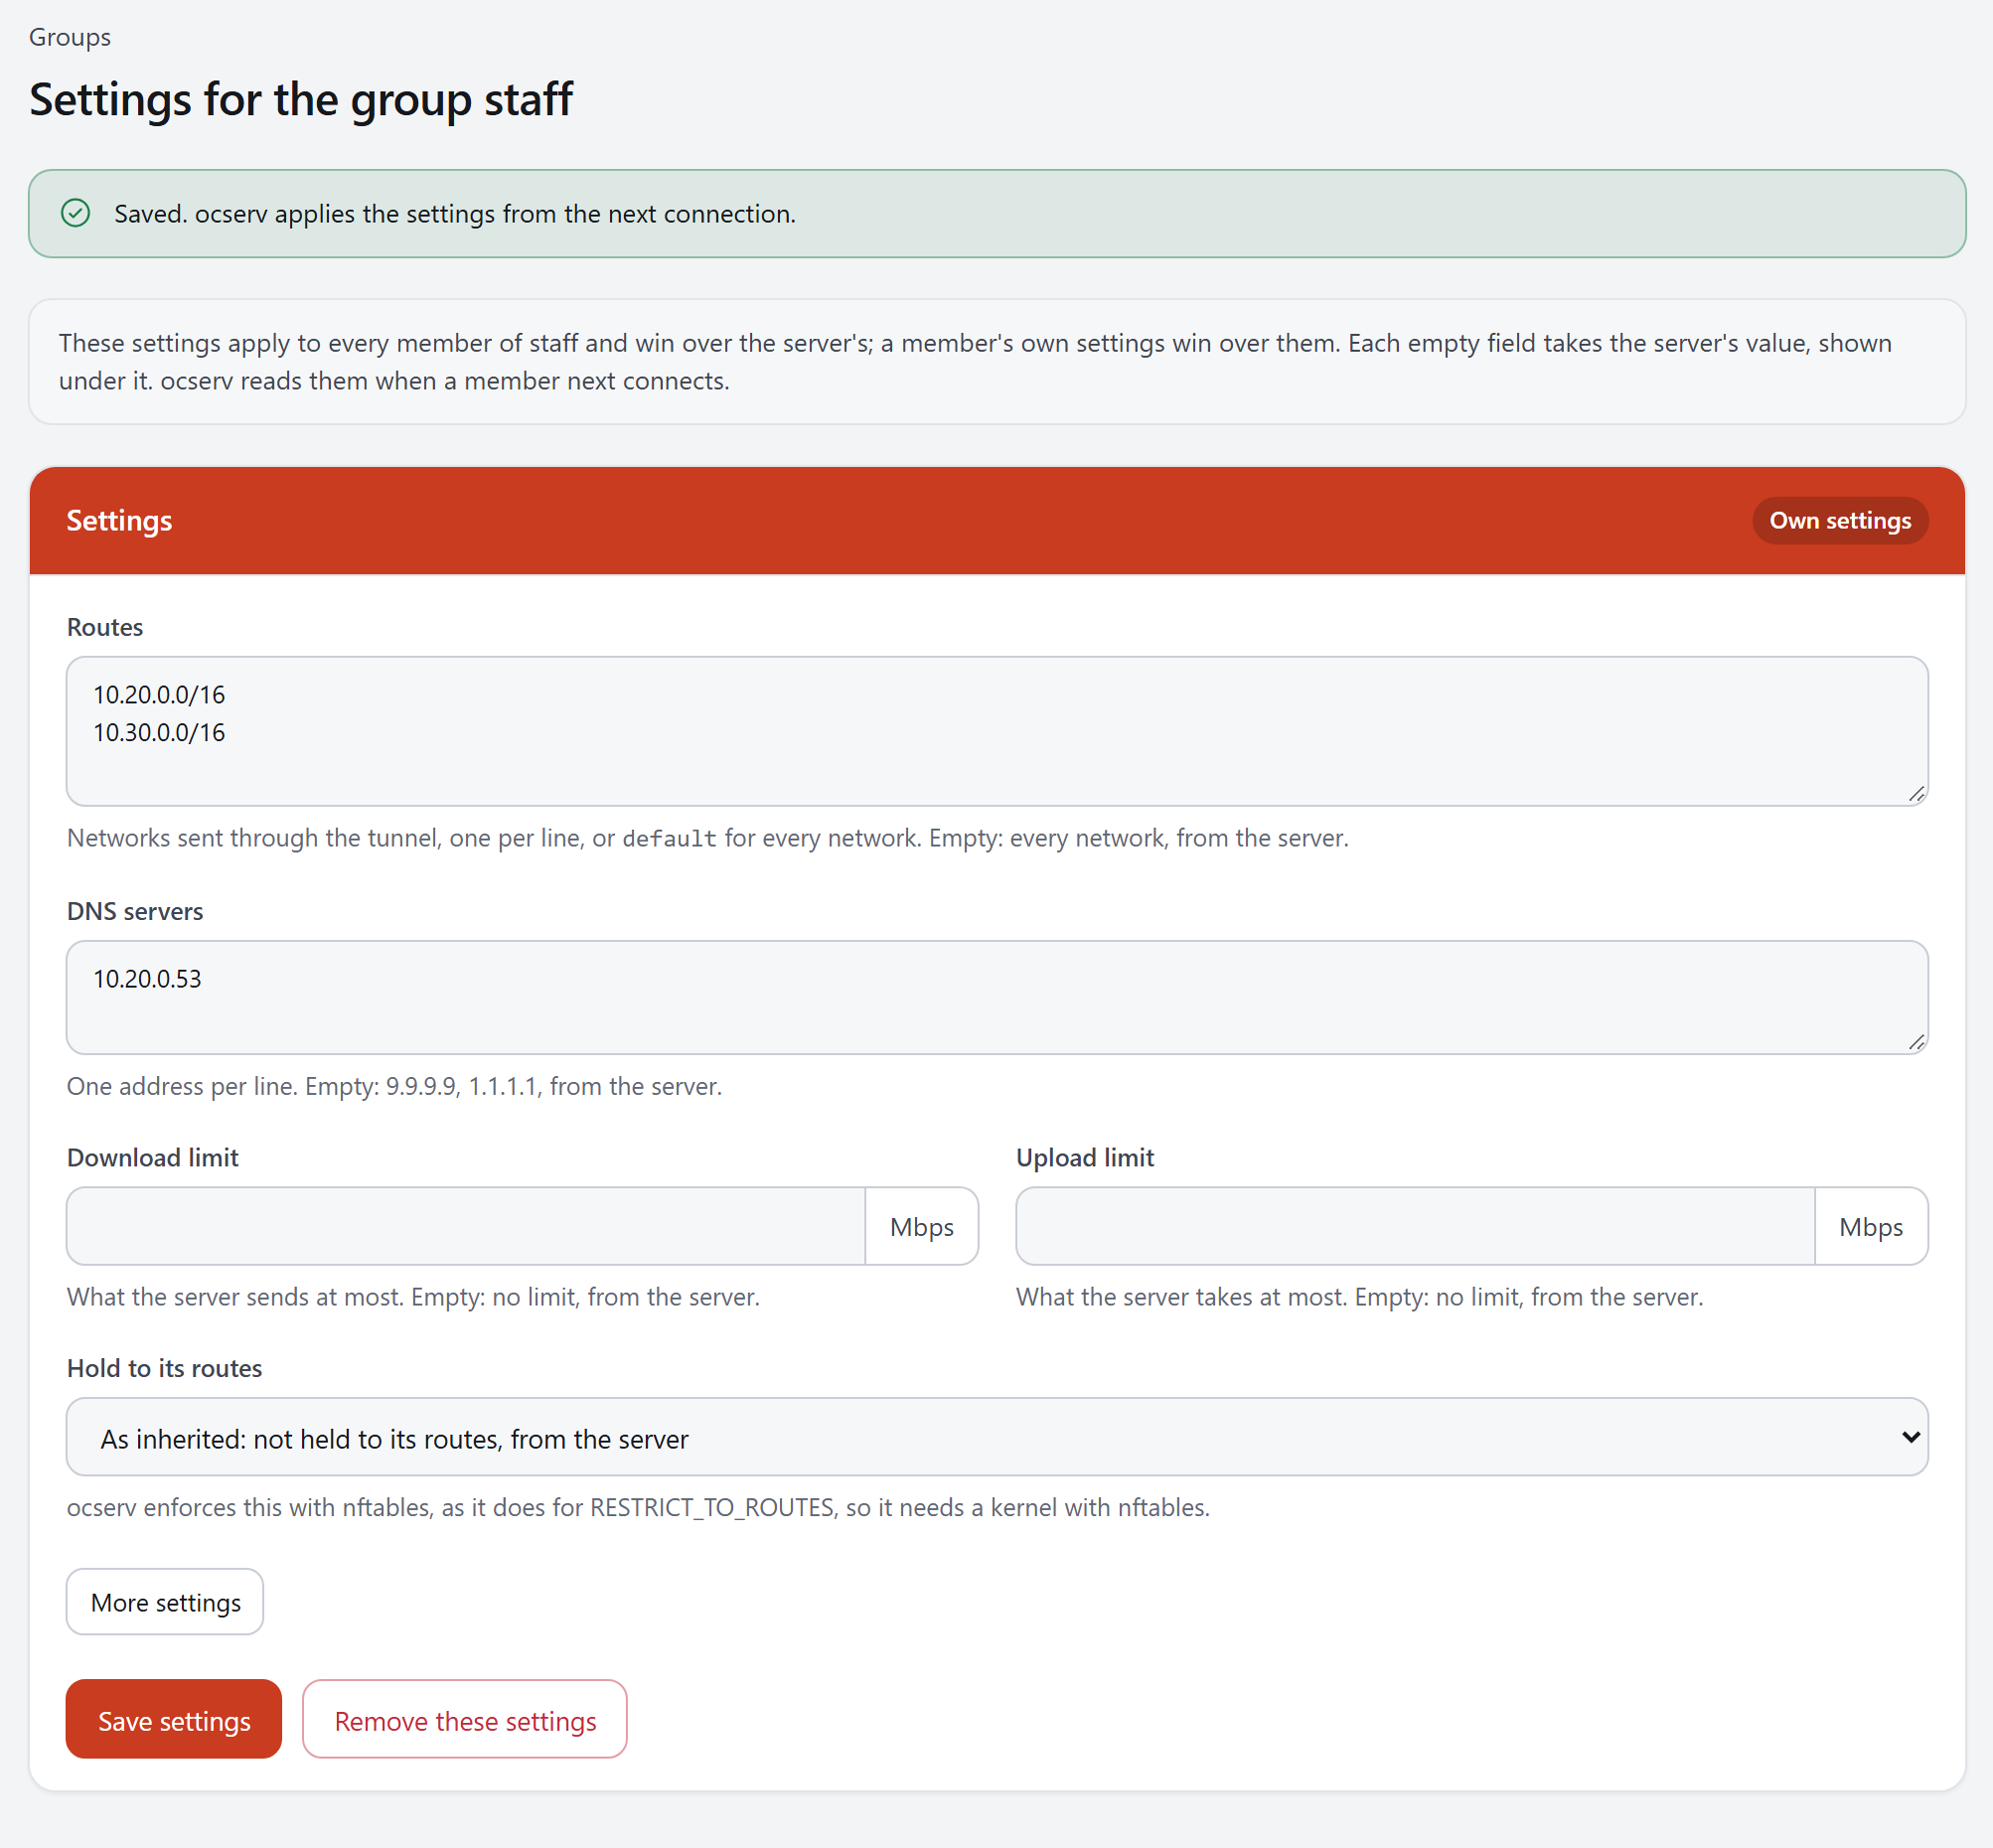 Groups
Settings for the group staff
Saved. ocserv applies the settings from the next connection.
These settings apply to every member of staff and win over the server's; a member's own settings win over them. Each empty field takes the server's value, shown
under it. ocserv reads them when a member next connects.
Settings
Own settings
Routes
10.20.0.0/16
10.30.0.0/16
Networks sent through the tunnel, one per line, or default for every network. Empty: every network, from the server.
DNS servers
10.20.0.53
One address per line. Empty: 9.9.9.9, 1.1.1.1, from the server.
Download limit
Upload limit
Mbps
Mbps
What the server sends at most. Empty: no limit, from the server.
What the server takes at most. Empty: no limit, from the server.
Hold to its routes
As inherited: not held to its routes, from the server
ocserv enforces this with nftables, as it does for RESTRICT_TO_ROUTES, so it needs a kernel with nftables.
More settings
Save settings
Remove these settings